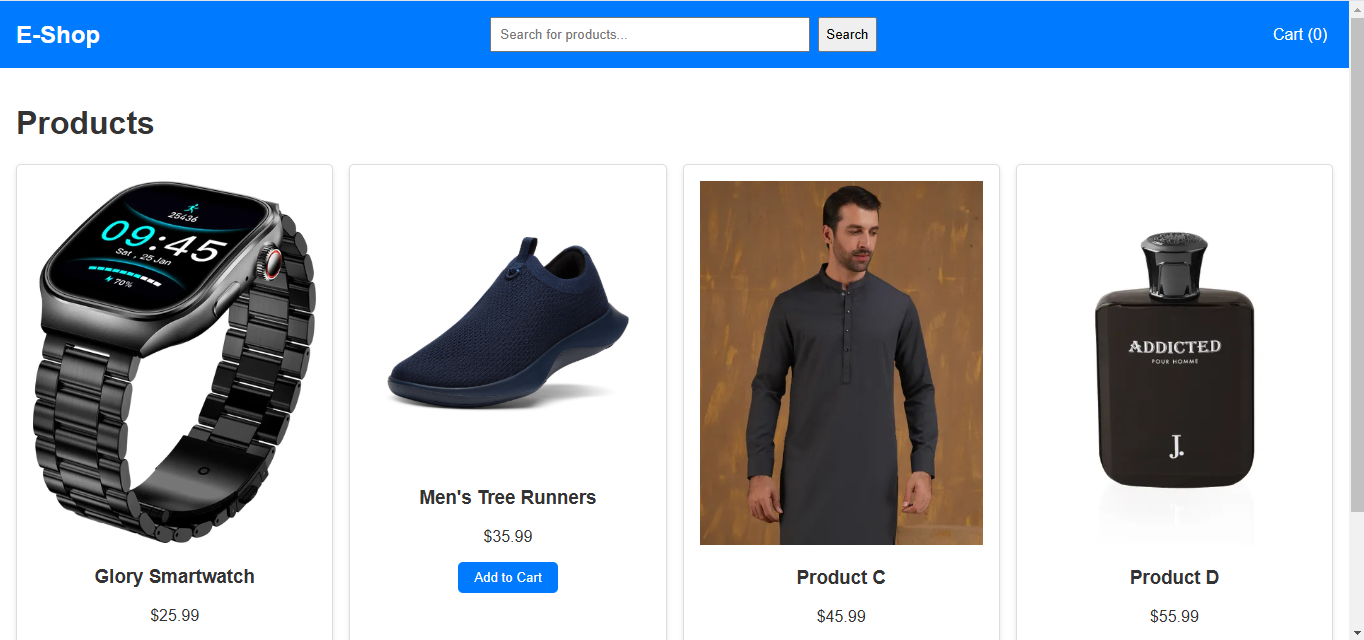 E-Shop
Search for products...
Search
Cart (0)
Products
25436
09:45
Sat , 25 Jan
70%
Glory Smartwatch
$25.99
Men's Tree Runners
$35.99
Add to Cart
Product C
$45.99
ADDICTED
POUR HOMME
J.
Product D
$55.99